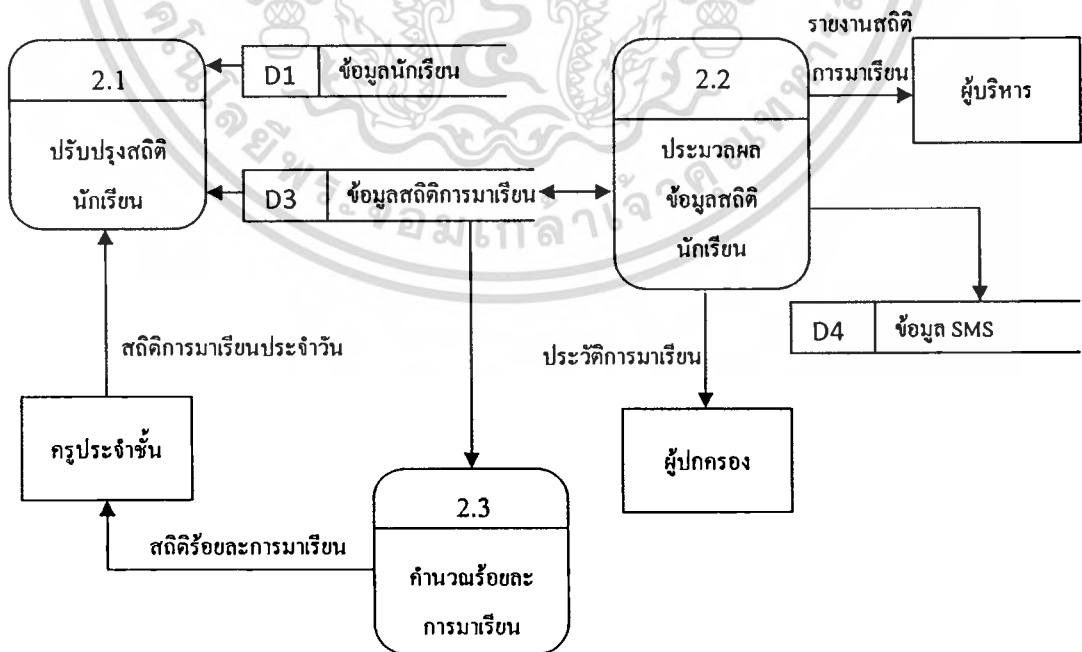 รายงานสถิติ
การมาเรียน
2.1
D1 ข้อมูลนักเรียน
2.2
ผู้บริหาร
ปรับปรุงสถิติ
นักเรียน
ประมวลผล
ข้อมูลสถิติ
นักเรียน
D3 ข้อมูลสถิติการมาเรียน
สถิติการมาเรียนประจำวัน
ประวัติการมาเรียน
D4 ข้อมูล SMS
ครูประจำชั้น
ผู้ปกครอง
2.3
สถิติร้อยละการมาเรียน
คำนวณร้อยละ
การมาเรียน